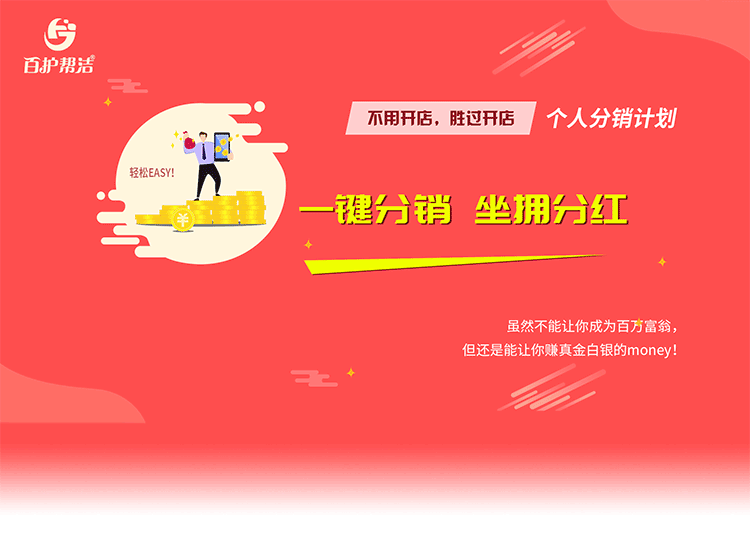 百护帮洁®
不用开店，胜过开店 个人分销计划
轻松EASY!
¥
一键分销 坐拥分红
虽然不能让你成为百万富翁，
但还是能让你赚真金白银的money！